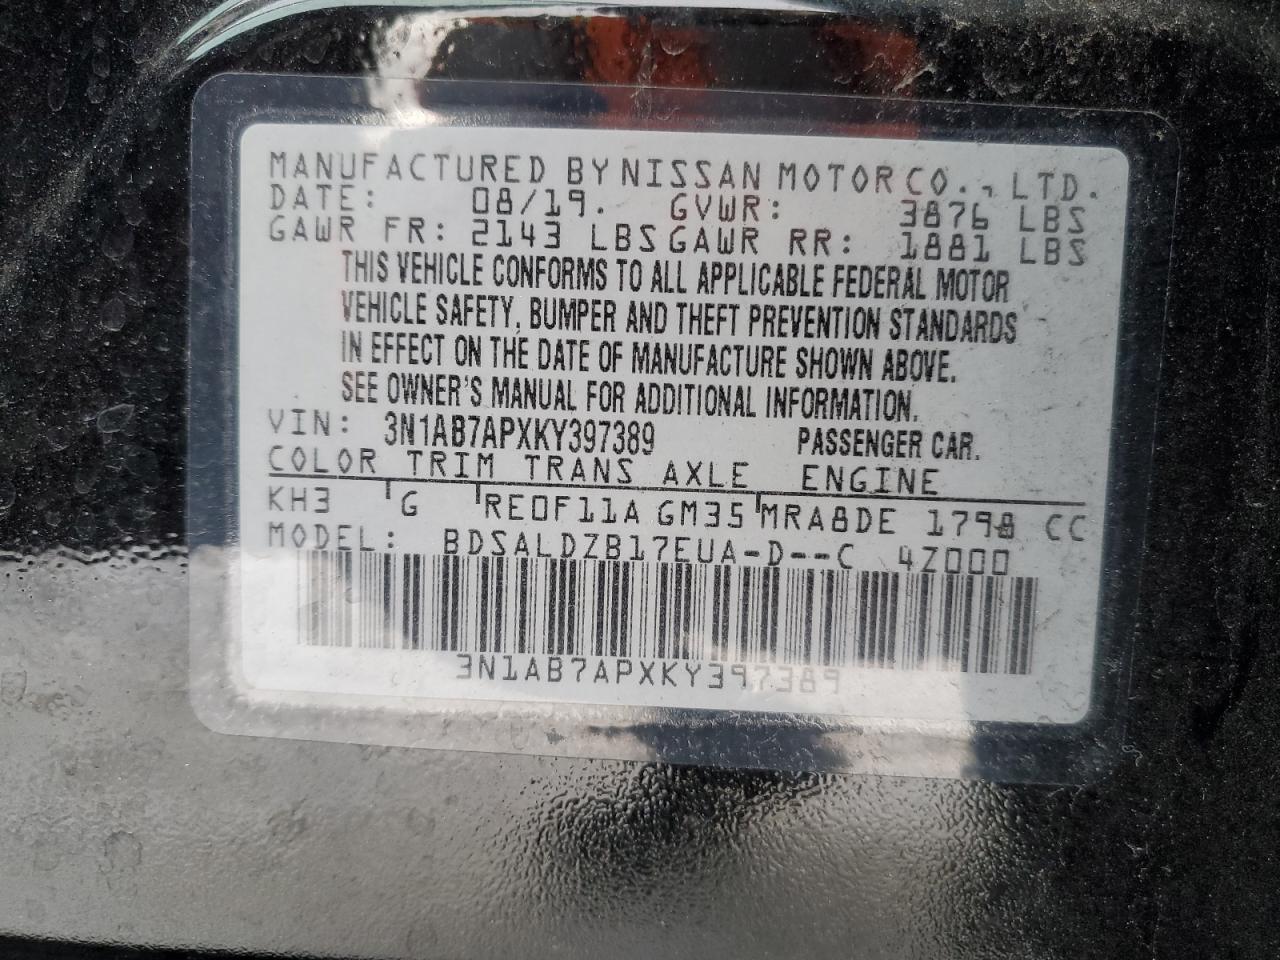 MANUFACTURED BY NISSAN MOTOR CO., LTD.
DATE: 08/19. GVWR: 3876 LBS
GAWR FR: 2143 LBS GAWR RR: 1881 LBS
THIS VEHICLE CONFORMS TO ALL APPLICABLE FEDERAL MOTOR
VEHICLE SAFETY, BUMPER AND THEFT PREVENTION STANDARDS
IN EFFECT ON THE DATE OF MANUFACTURE SHOWN ABOVE.
SEE OWNER'S MANUAL FOR ADDITIONAL INFORMATION.
VIN: 3N1AB7APXKY397389 PASSENGER CAR.
COLOR TRIM TRANS AXLE ENGINE
KH3 G RE0F11A GM35 MRA8DE 1798 CC
MODEL: BDSALDZB17EUA-D--C 4Z000
3N1AB7APXKY397389